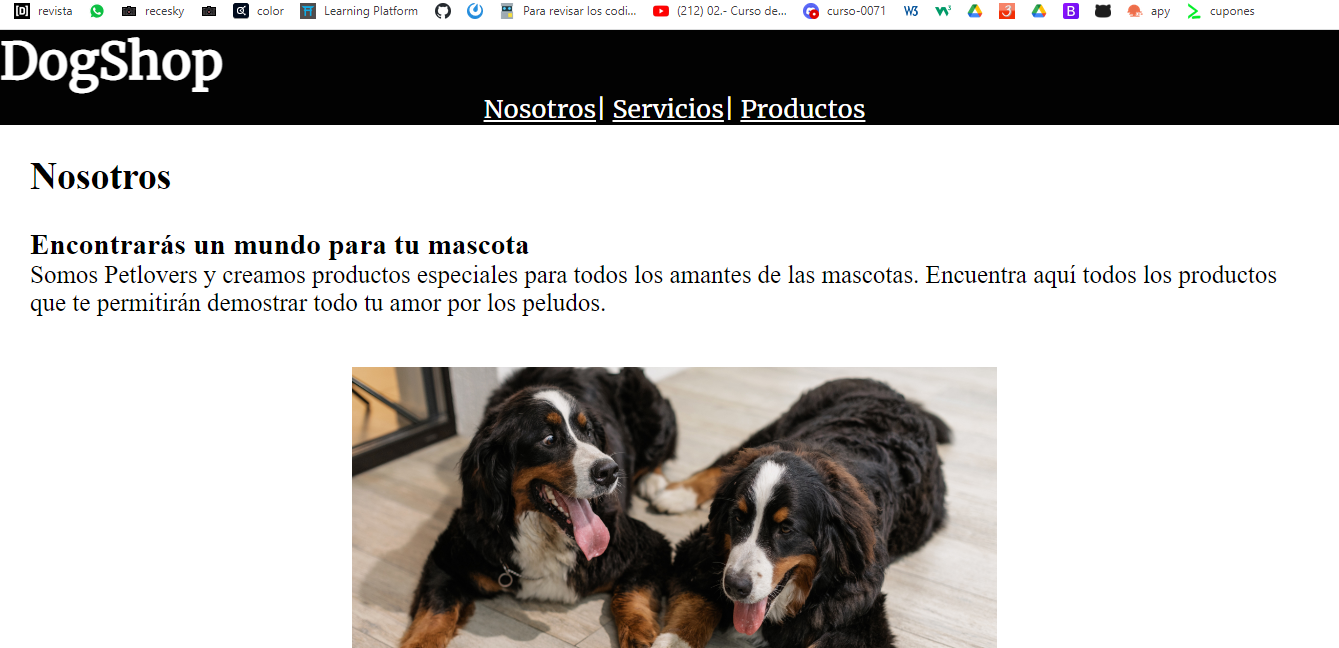 revista recesky color Learning Platform Para revisar los codi... (212) 02.- Curso de... curso-0071 W3 B apy cupones
DogShop
Nosotros| Servicios| Productos
Nosotros
Encontrarás un mundo para tu mascota
Somos Petlovers y creamos productos especiales para todos los amantes de las mascotas. Encuentra aquí todos los productos
que te permitirán demostrar todo tu amor por los peludos.